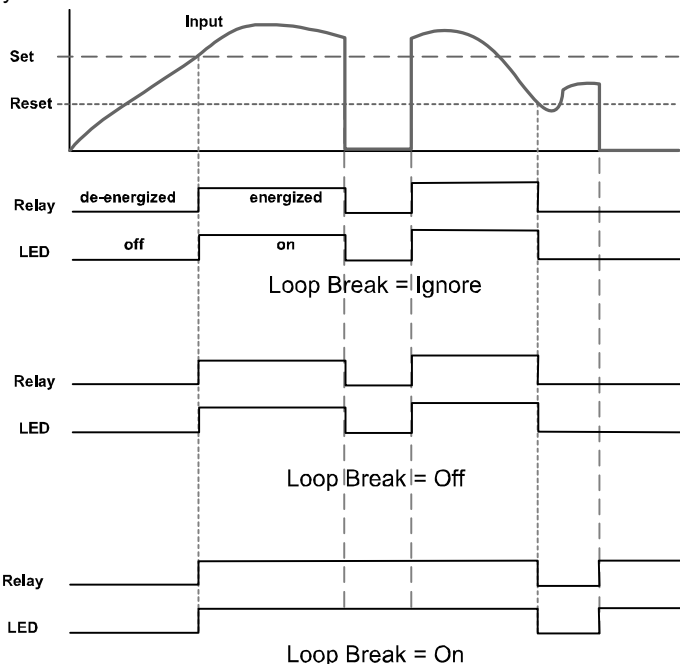 y
Input
Set
Reset
Relay
de-energized
energized
LED
off
on
Loop Break = Ignore
Relay
LED
Loop Break = Off
Relay
LED
Loop Break = On